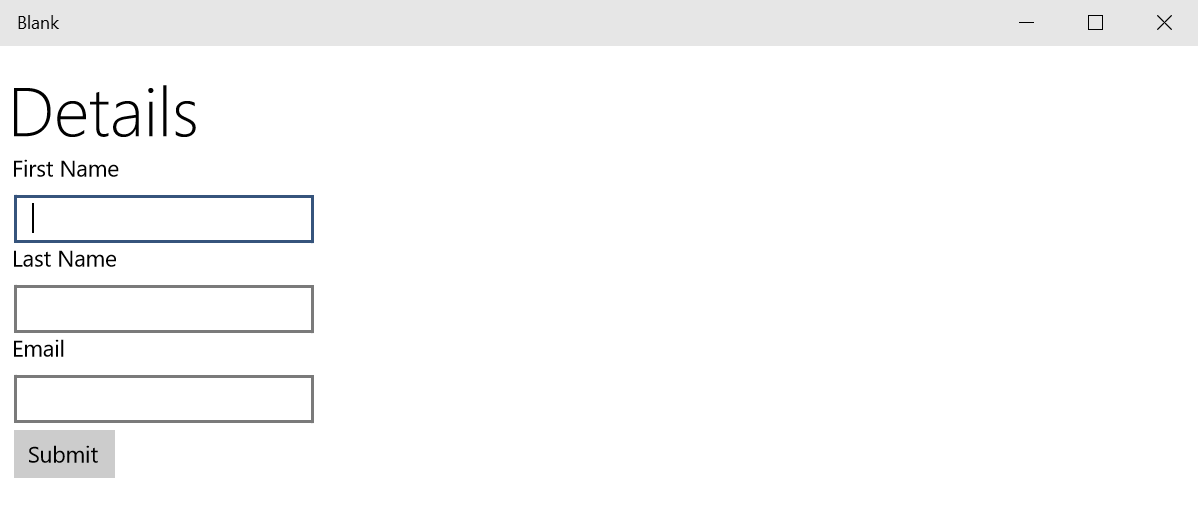 Blank
Details
First Name
Last Name
Email
Submit